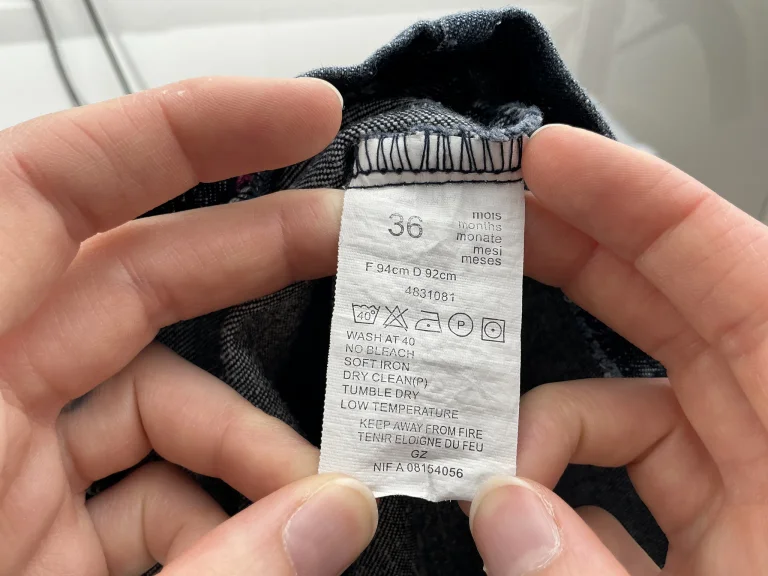 36
mois
months
monate
mesi
meses
F 94cm D 92cm
4831081
40°
P
WASH AT 40
NO BLEACH
SOFT IRON
DRY CLEAN(P)
TUMBLE DRY
LOW TEMPERATURE
KEEP AWAY FROM FIRE
TENIR ELOIGNE DU FEU
GZ
NIF A 08154056